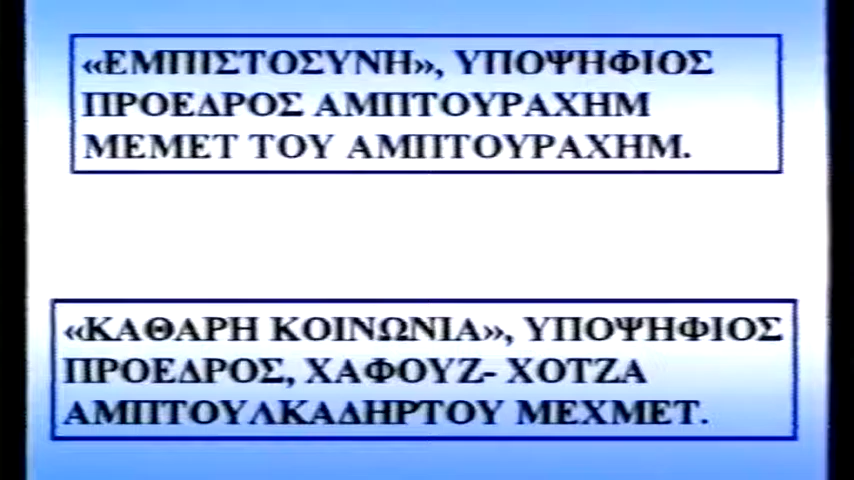 «ΕΜΠΙΣΤΟΣΥΝΗ», ΥΠΟΨΗΦΙΟΣ
ΠΡΟΕΔΡΟΣ ΑΜΠΤΟΥΡΑΧΗΜ
ΜΕΜΕΤ ΤΟΥ ΑΜΠΤΟΥΡΑΧΗΜ.
«ΚΑΘΑΡΗ ΚΟΙΝΩΝΙΑ», ΥΠΟΨΗΦΙΟΣ
ΠΡΟΕΔΡΟΣ, ΧΑΦΟΥΖ- ΧΟΤΖΑ
ΑΜΠΤΟΥΛΚΑΔΗΡΤΟΥ ΜΕΧΜΕΤ.